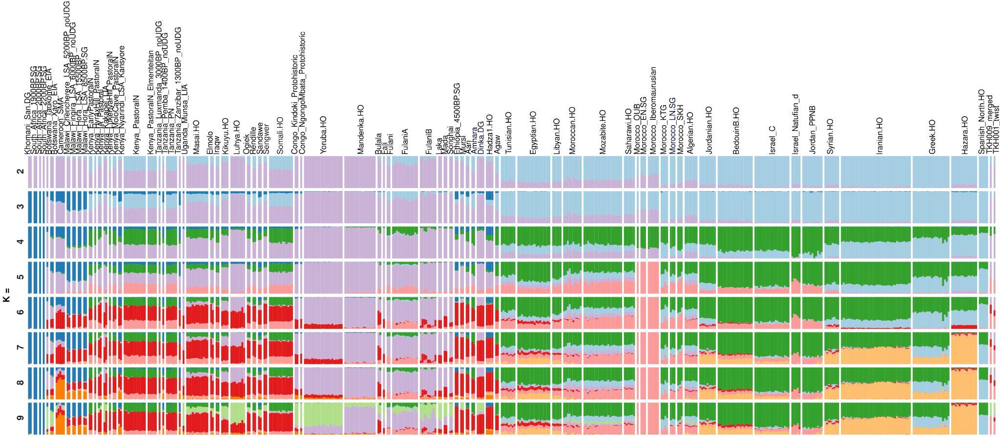 Khomani_San.DG
South_Africa_1900BP.SG
South_Africa_2000BP.SG
South_Africa_2200BP.SG
Botswana_Taukome_EIA
Botswana_Xaro_EIA
Cameroon_SMA
Malawi_Chencherere_LSA_5200BP_noUDG
Malawi_Fingira_LSA_6000BP_noUDG
Malawi_Hora_LSA_15500BP
Malawi_Hora_LSA_8500BP.SG
Kenya_EarlyPastoralN
Kenya_HyraxHill_PastoralN
Kenya_IA_Pastoral
Kenya_Kakapel_LIA
Kenya_LukenyaHill_PastoralN
Kenya_MoloCave_PastoralN
Kenya_Nyarindi_LSA_Kansyore
Kenya_PastoralN
Kenya_PastoralN_Elmenteitan
Tanzania_Luxmanda_3000BP_noUDG
Tanzania_Pemba_1400BP_noUDG
Tanzania_PN
Tanzania_Zanzibar_1300BP_noUDG
Uganda_Munsa_LIA
Masai.HO
Elmolo
Iraqw
Kikuyu.HO
Luhya.HO
Ogiek
Rendille
Sandawe
Sengwer
Somali.HO
Congo_Kindoki_Protohistoric
Congo_NgongoMbata_Protohistoric
Yoruba.HO
Mandenka.HO
Bulala
Fali
Fulani
FulaniA
FulaniB
Laka
Mada
Songhai
Ethiopia_4500BP.SG
Mursi
Aari
Amhara
Dinka.DG
Hadza1.HO
Agaw
Tunisian.HO
Egyptian.HO
Libyan.HO
Moroccan.HO
Mozabite.HO
Saharawi.HO
Morocco_OUB
Morocco_EN.SG
Morocco_Iberomaurusian
Morocco_KTG
Morocco_LN.SG
Morocco_SKH
Algerian.HO
Jordanian.HO
BedouinB.HO
Israel_C
Israel_Natufian_d
Jordan_PPNB
Syrian.HO
Iranian.HO
Greek.HO
Hazara.HO
Spanish_North.HO
TKH009_merged
TKH001_twist
K =
2
3
4
5
6
7
8
9